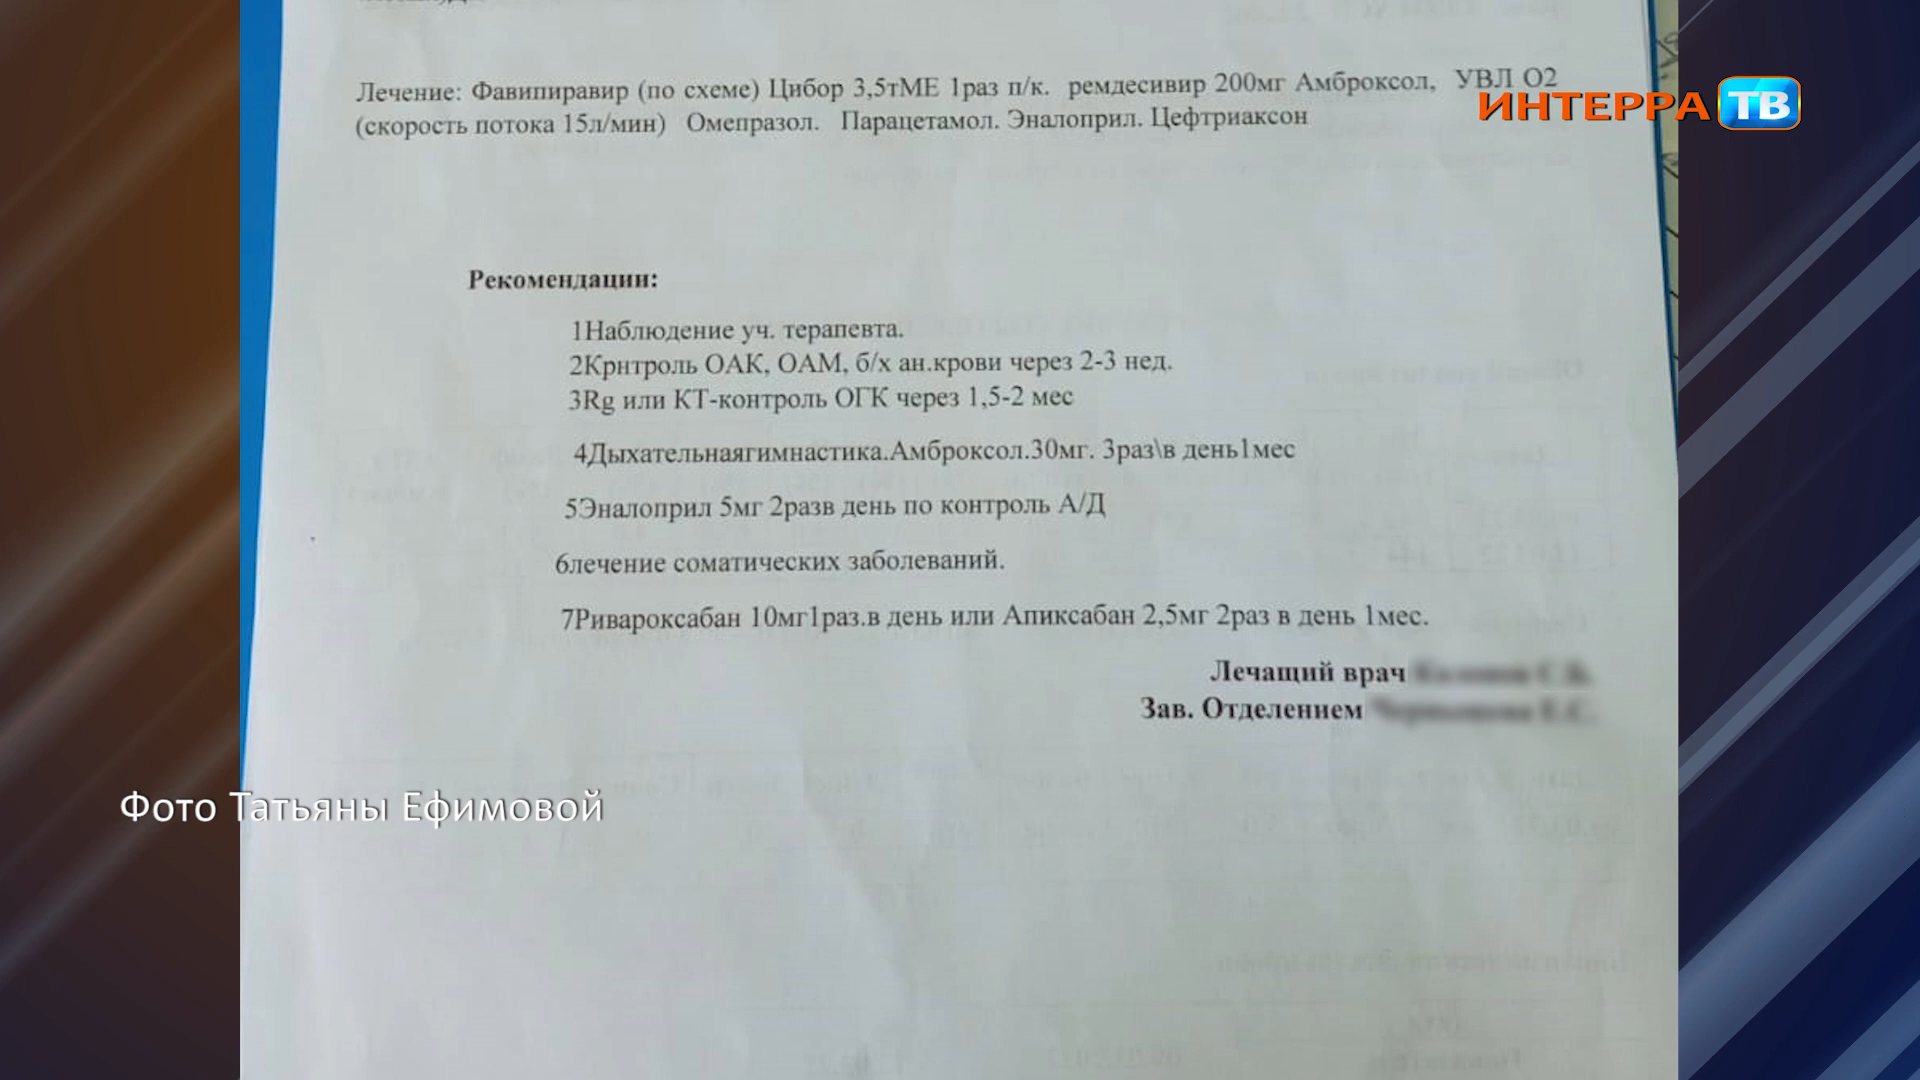 Лечение: Фавипиравир (по схеме) Цибор 3,5тМЕ 1раз п/к. ремдесивир 200мг Амброксол, УВЛ О2
(скорость потока 15л/мин) Омепразол. Парацетамол. Эналоприл. Цефтриаксон
ИНТЕРРА ТВ
Рекомендации:
1Наблюдение уч. терапевта.
2Крнтроль ОАК, ОАМ, б/х ан.крови через 2-3 нед.
3Rg или КТ-контроль ОГК через 1,5-2 мес
4Дыхательнаягимнастика.Амброксол.30мг. 3раз\в день1мес
5Эналоприл 5мг 2разв день по контроль А/Д
6лечение соматических заболеваний.
7Ривароксабан 10мг1раз.в день или Апиксабан 2,5мг 2раз в день 1мес.
Лечащий врач
Зав. Отделением
Фото Татьяны Ефимовой